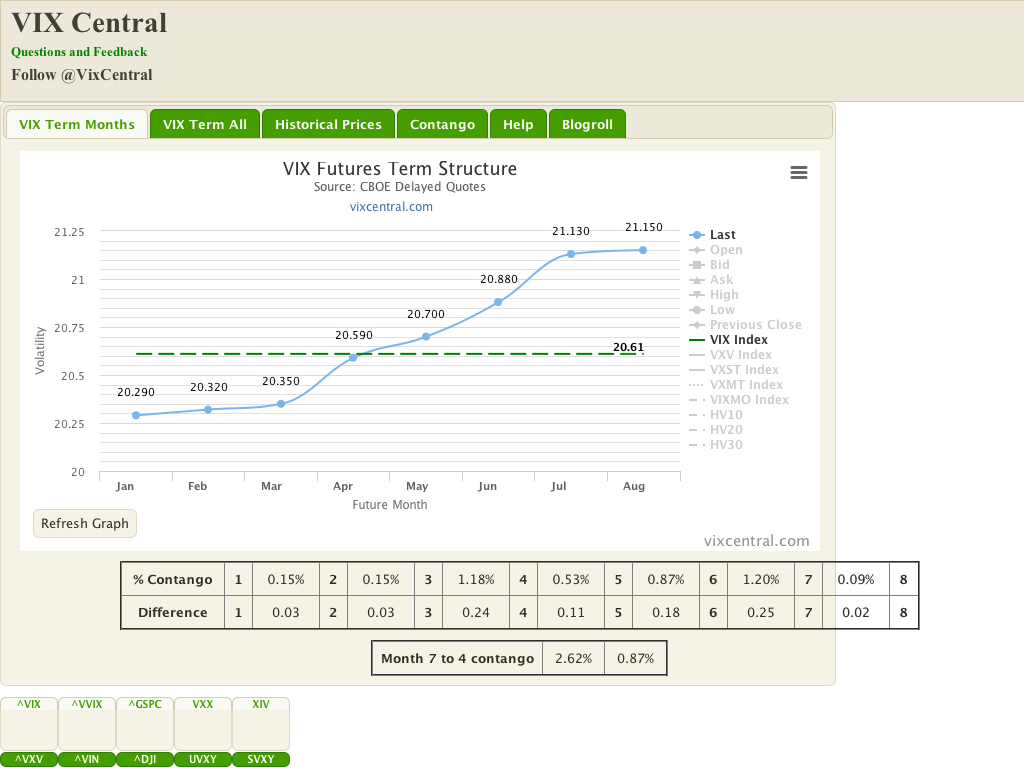 VIX Central
Questions and Feedback
Follow @VixCentral
VIX Term Months VIX Term All Historical Prices Contango Help Blogroll
VIX Futures Term Structure
Source: CBOE Delayed Quotes
vixcentral.com
Volatility
21.25
21
20.75
20.5
20.25
20
20.290 20.320 20.350 20.590 20.700 20.880 21.130 21.150
20.61
Jan Feb Mar Apr May Jun Jul Aug
Future Month
Last
Open
Bid
Ask
High
Low
Previous Close
VIX Index
VXV Index
VXST Index
VXMT Index
VIXMO Index
HV10
HV20
HV30
Refresh Graph
vixcentral.com
% Contango 1 0.15% 2 0.15% 3 1.18% 4 0.53% 5 0.87% 6 1.20% 7 0.09% 8
Difference 1 0.03 2 0.03 3 0.24 4 0.11 5 0.18 6 0.25 7 0.02 8
Month 7 to 4 contango 2.62% 0.87%
^VIX ^VVIX ^GSPC VXX XIV
^VXV ^VIN ^DJI UVXY SVXY